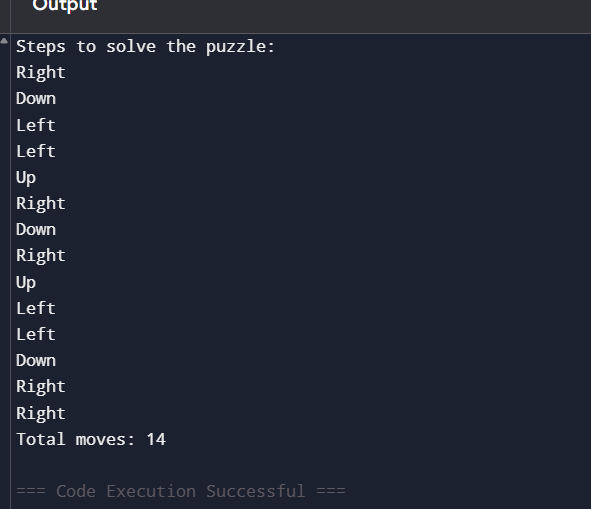 Output
Steps to solve the puzzle:
Right
Down
Left
Left
Up
Right
Down
Right
Up
Left
Left
Down
Right
Right
Total moves: 14
=== Code Execution Successful ===